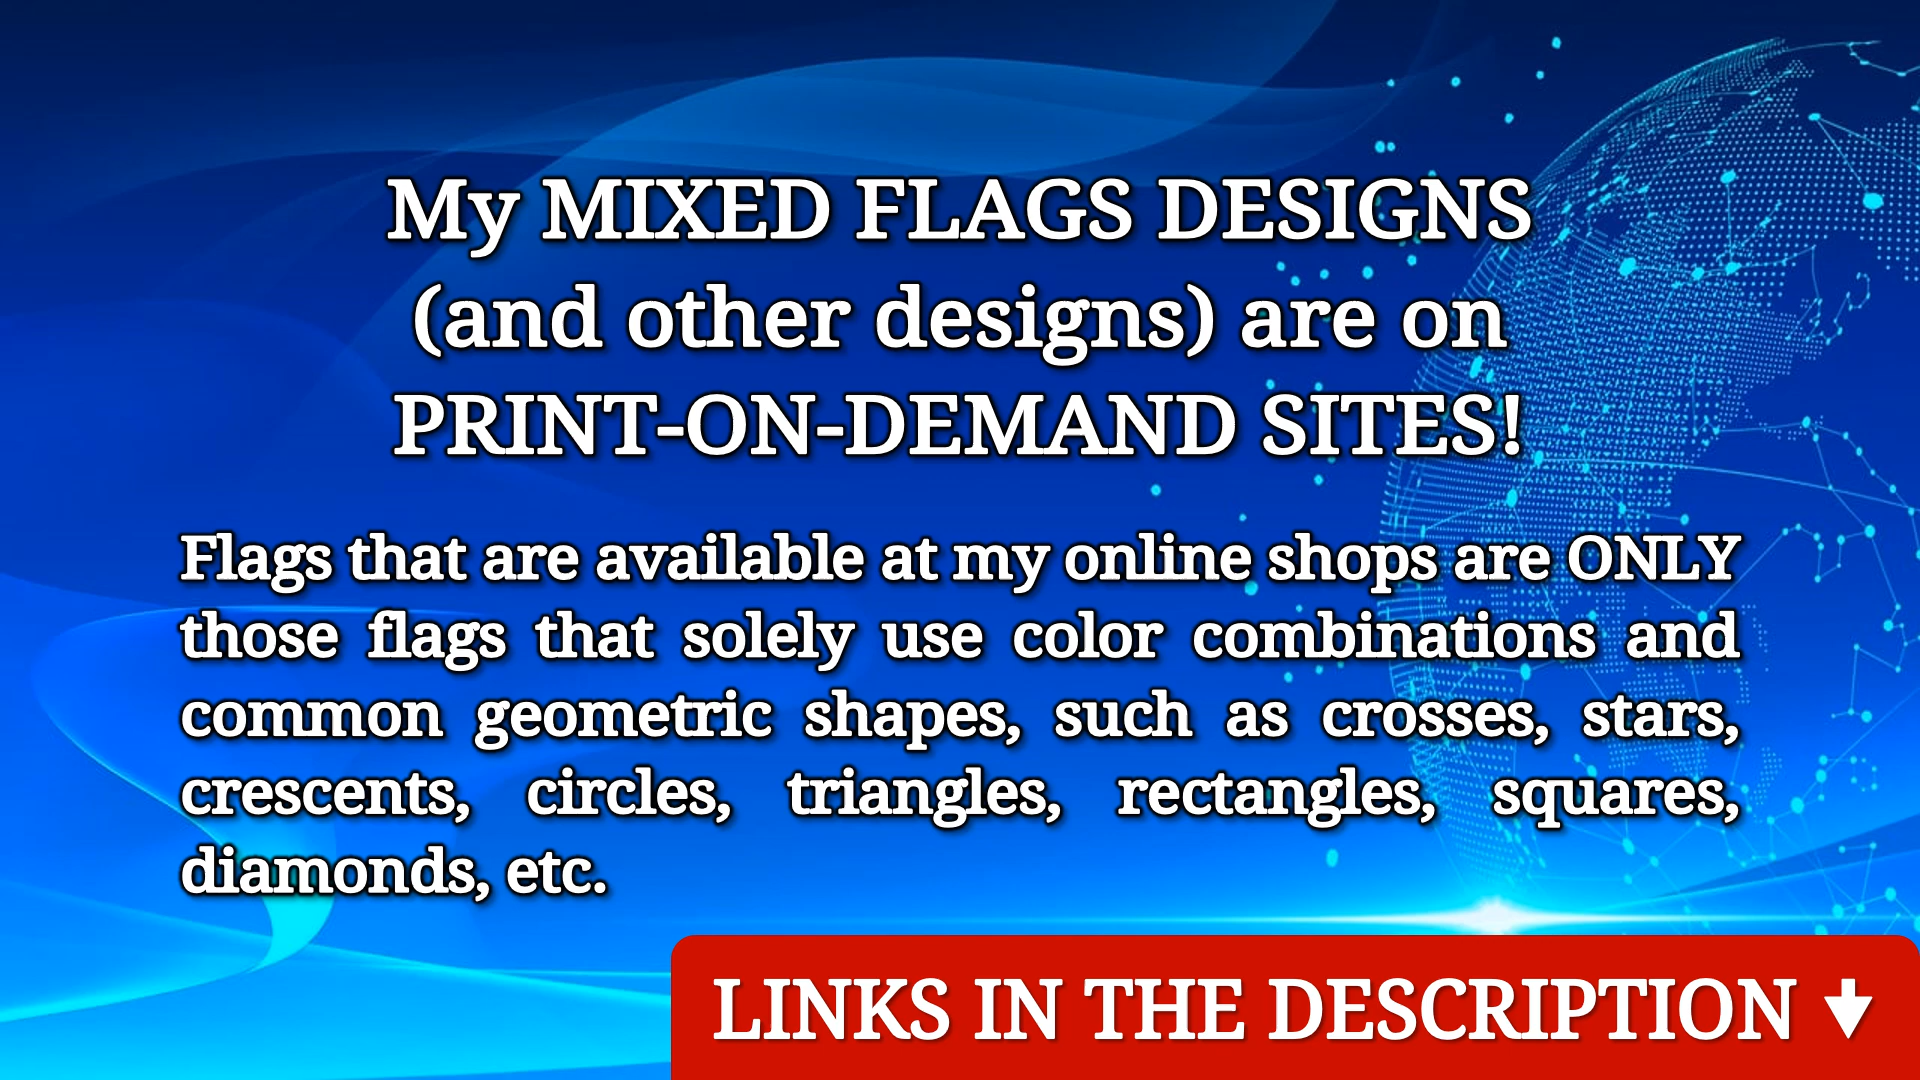 My MIXED FLAGS DESIGNS
(and other designs) are on
PRINT-ON-DEMAND SITES!
Flags that are available at my online shops are ONLY
those flags that solely use color combinations and
common geometric shapes, such as crosses, stars,
crescents, circles, triangles, rectangles, squares,
diamonds, etc.
LINKS IN THE DESCRIPTION